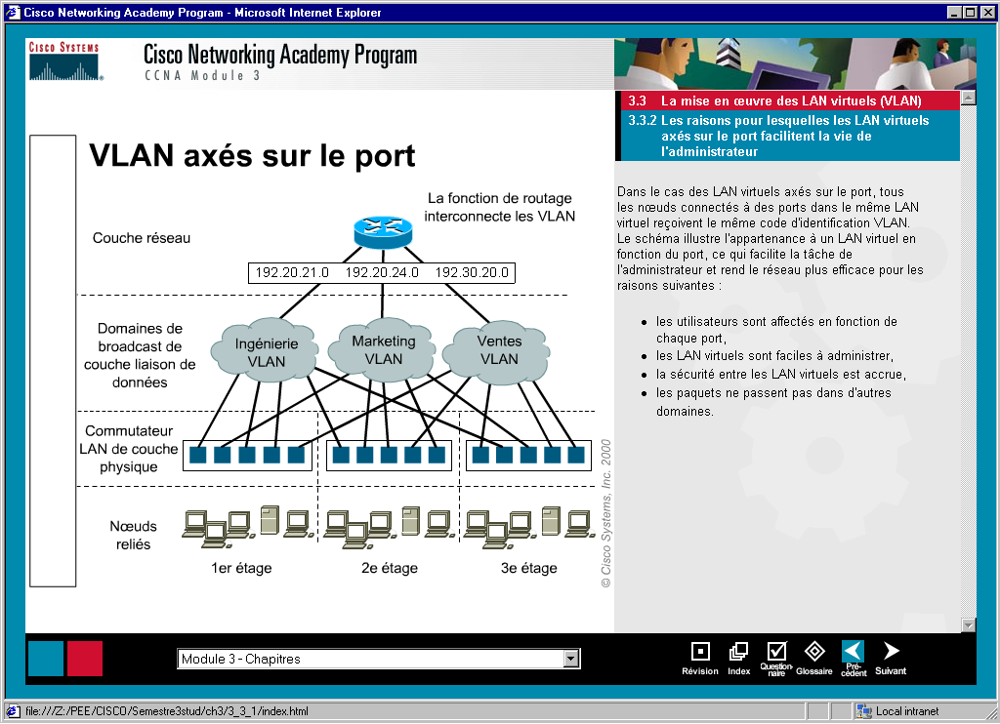 Cisco Networking Academy Program - Microsoft Internet Explorer
CISCO SYSTEMS
Cisco Networking Academy Program
CCNA Module 3
3.3 La mise en œuvre des LAN virtuels (VLAN)
3.3.2 Les raisons pour lesquelles les LAN virtuels
axés sur le port facilitent la vie de
l'administrateur
VLAN axés sur le port
La fonction de routage
interconnecte les VLAN
Couche réseau
192.20.21.0 192.20.24.0 192.30.20.0
Domaines de
broadcast de
couche liaison de
données
Ingénierie
VLAN
Marketing
VLAN
Ventes
VLAN
Commutateur
LAN de couche
physique
Nœuds
reliés
1er étage
2e étage
3e étage
© Cisco Systems, Inc. 2000
Dans le cas des LAN virtuels axés sur le port, tous
les nœuds connectés à des ports dans le même LAN
virtuel reçoivent le même code d'identification VLAN.
Le schéma illustre l'appartenance à un LAN virtuel en
fonction du port, ce qui facilite la tâche de
l'administrateur et rend le réseau plus efficace pour les
raisons suivantes :
• les utilisateurs sont affectés en fonction de
chaque port,
• les LAN virtuels sont faciles à administrer,
• la sécurité entre les LAN virtuels est accrue,
• les paquets ne passent pas dans d'autres
domaines.
Module 3 - Chapitres
Révision
Index
Question-
naire
Glossaire
Pré-
cédent
Suivant
file:///Z:/PEE/CISCO/Semestre3stud/ch3/3_3_1/index.html
Local intranet